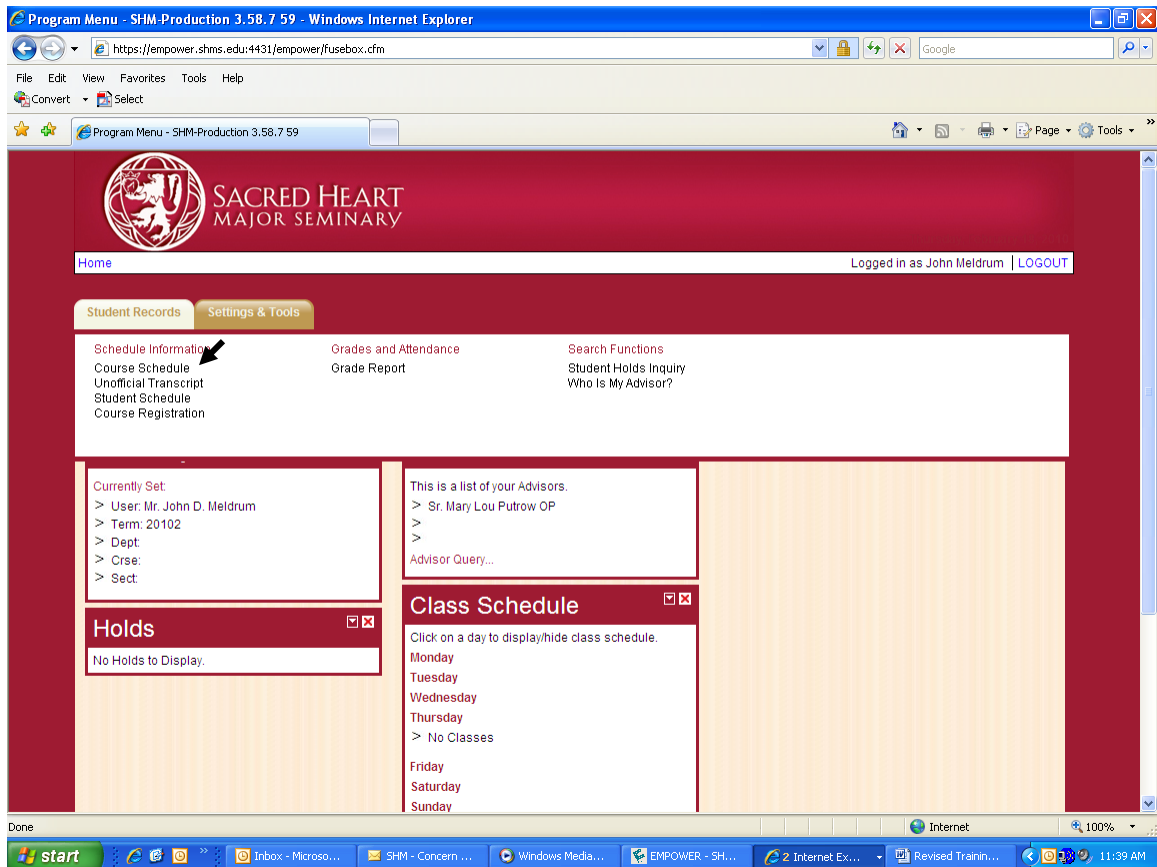 Program Menu - SHM-Production 3.58.7 59 - Windows Internet Explorer
https://empower.shms.edu:4431/empower/fusebox.cfm
Google
File Edit View Favorites Tools Help
Convert Select
Program Menu - SHM-Production 3.58.7 59
Page Tools »
SACRED HEART
MAJOR SEMINARY
Home
Logged in as John Meldrum | LOGOUT
Student Records
Settings & Tools
Schedule Information
Course Schedule
Unofficial Transcript
Student Schedule
Course Registration
Grades and Attendance
Grade Report
Search Functions
Student Holds Inquiry
Who Is My Advisor?
Currently Set:
> User: Mr. John D. Meldrum
> Term: 20102
> Dept:
> Crse:
> Sect:
Holds
No Holds to Display.
This is a list of your Advisors.
> Sr. Mary Lou Putrow OP
>
>
Advisor Query...
Class Schedule
Click on a day to display/hide class schedule.
Monday
Tuesday
Wednesday
Thursday
> No Classes
Friday
Saturday
Sunday
Done
Internet
100%
start
»
Inbox - Microso...
SHM - Concern ...
Windows Media...
EMPOWER - SH...
2 Internet Ex...
Revised Trainin...
11:39 AM